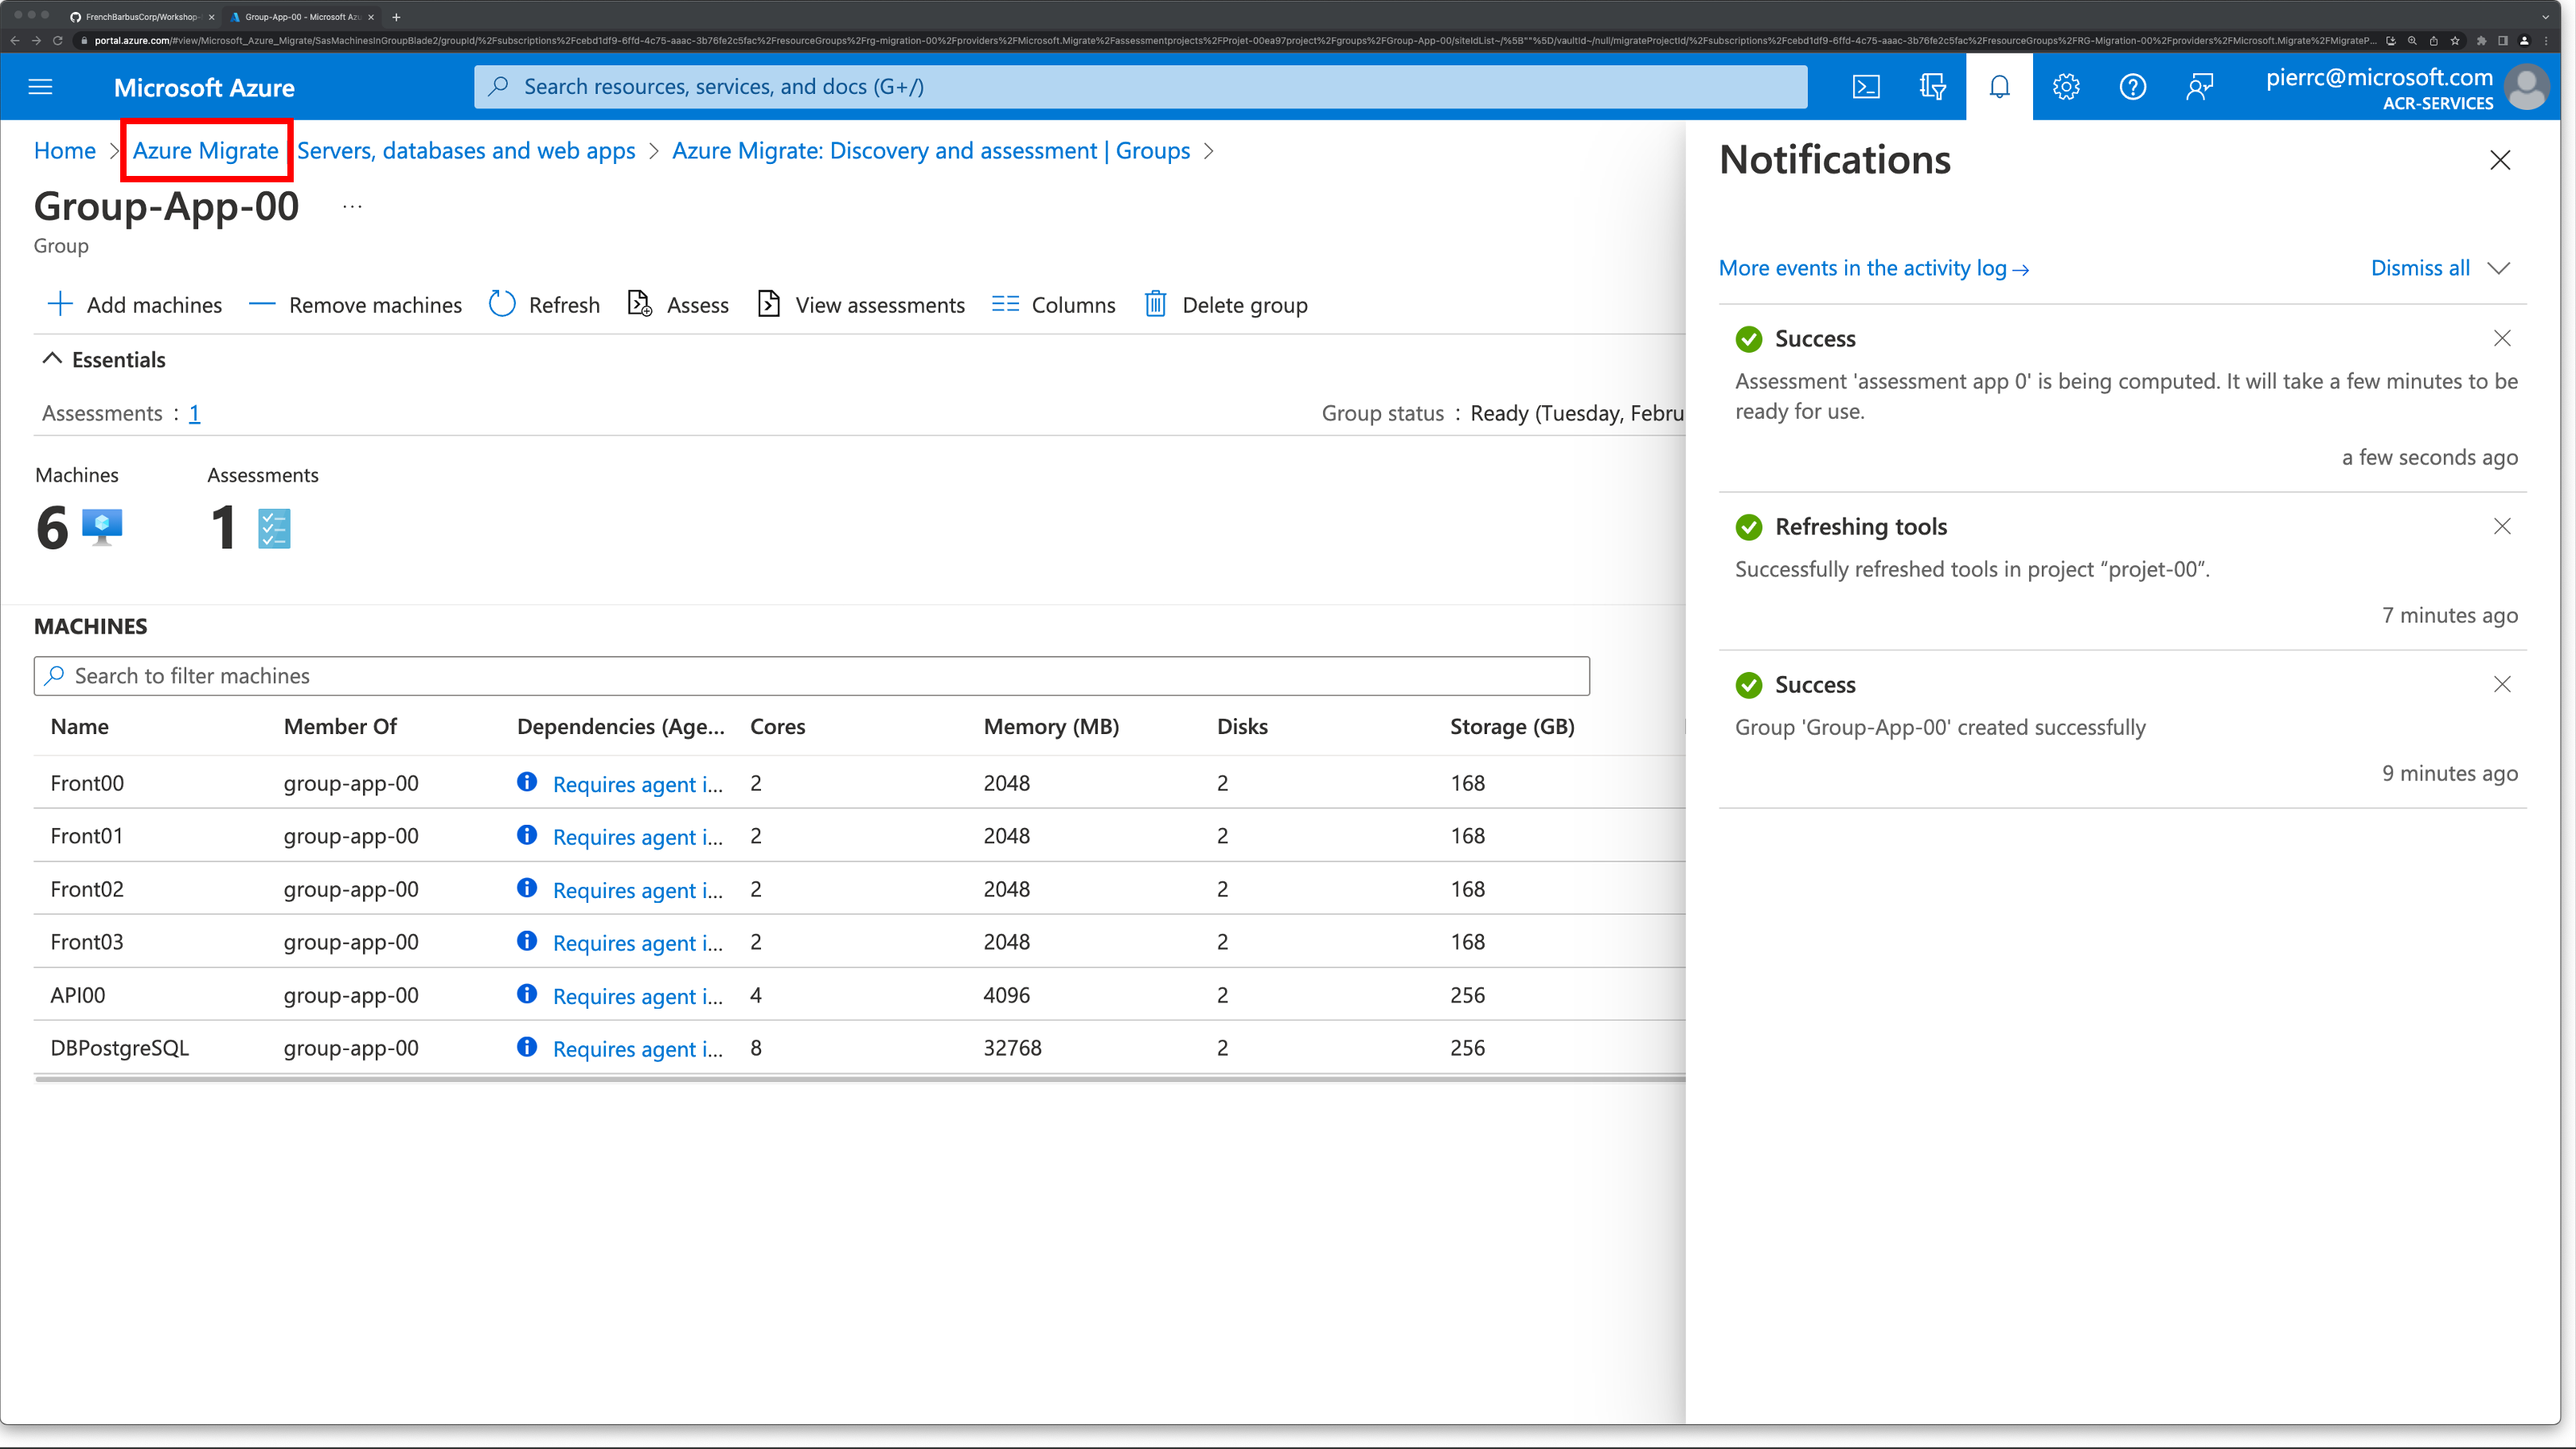 FrenchBarbusCorp/Workshop-
Group-App-00 - Microsoft Az
portal.azure.com/#view/Microsoft_Azure_Migrate/SasMachinesInGroupBlade2/groupId/%2Fsubscriptions%2Fcebd1df9-6ffd-4c75-aaac-3b76fe2c5fac%2FresourceGroups%2Frg-migration-00%2Fproviders%2FMicrosoft.Migrate%2Fassessmentprojects%2FProjet-00ea97project%2Fgroups%2FGroup-App-00/siteIdList~/%5B""%5D/vaultId~/null/migrateProjectId/%2Fsubscriptions%2Fcebd1df9-6ffd-4c75-aaac-3b76fe2c5fac%2FresourceGroups%2FRG-Migration-00%2Fproviders%2FMicrosoft.Migrate%2FMigrateP...
Microsoft Azure
Search resources, services, and docs (G+/)
pierrc@microsoft.com
ACR-SERVICES
Home > Azure Migrate | Servers, databases and web apps > Azure Migrate: Discovery and assessment | Groups >
Group-App-00 ...
Group
Add machines Remove machines Refresh Assess View assessments Columns Delete group
Essentials
Assessments : 1 Group status : Ready (Tuesday, Febru
Machines Assessments
6 1
MACHINES
Search to filter machines
Name Member Of Dependencies (Age... Cores Memory (MB) Disks Storage (GB)
Front00 group-app-00 Requires agent i... 2 2048 2 168
Front01 group-app-00 Requires agent i... 2 2048 2 168
Front02 group-app-00 Requires agent i... 2 2048 2 168
Front03 group-app-00 Requires agent i... 2 2048 2 168
API00 group-app-00 Requires agent i... 4 4096 2 256
DBPostgreSQL group-app-00 Requires agent i... 8 32768 2 256
Notifications
More events in the activity log → Dismiss all
Success
Assessment 'assessment app 0' is being computed. It will take a few minutes to be
ready for use.
a few seconds ago
Refreshing tools
Successfully refreshed tools in project “projet-00”.
7 minutes ago
Success
Group 'Group-App-00' created successfully
9 minutes ago